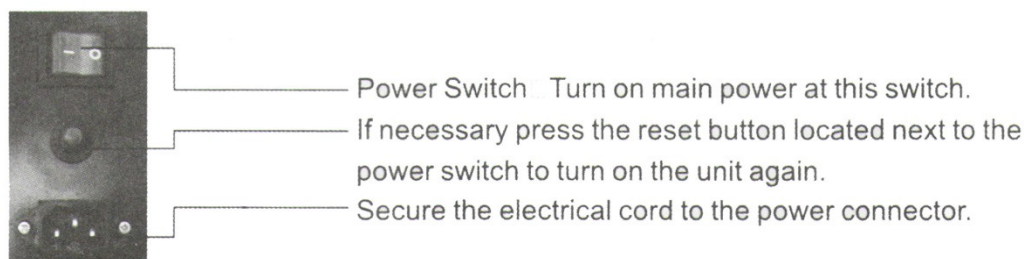 Power Switch Turn on main power at this switch.
If necessary press the reset button located next to the
power switch to turn on the unit again.
Secure the electrical cord to the power connector.